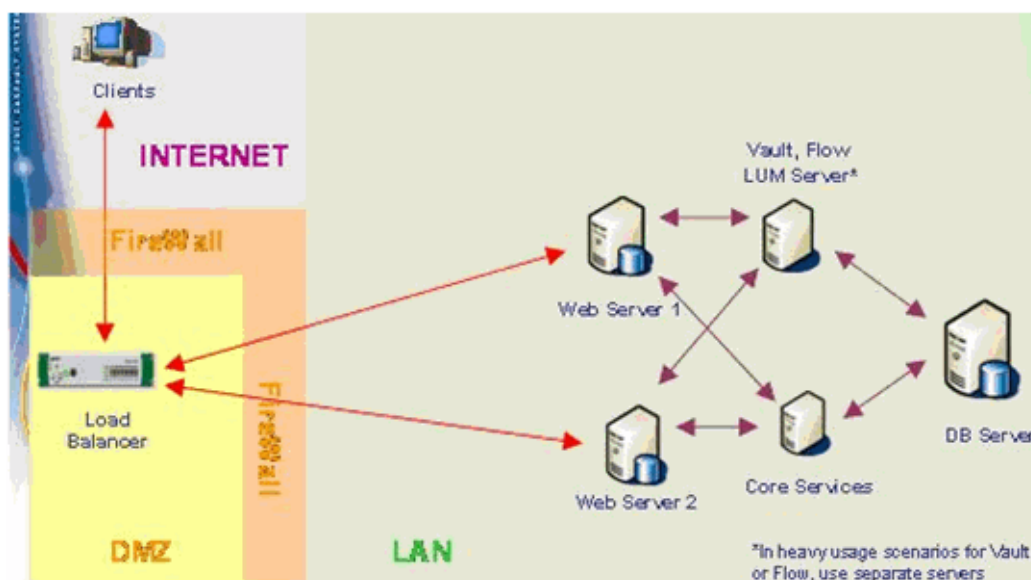 Clients
INTERNET
Vault, Flow
LUM Server*
FireWall
Web Server 1
Load
Balancer
FireWall
DB Server
Web Server 2
Core Services
DMZ
LAN
*In heavy usage scenarios for Vault
or Flow, use separate servers